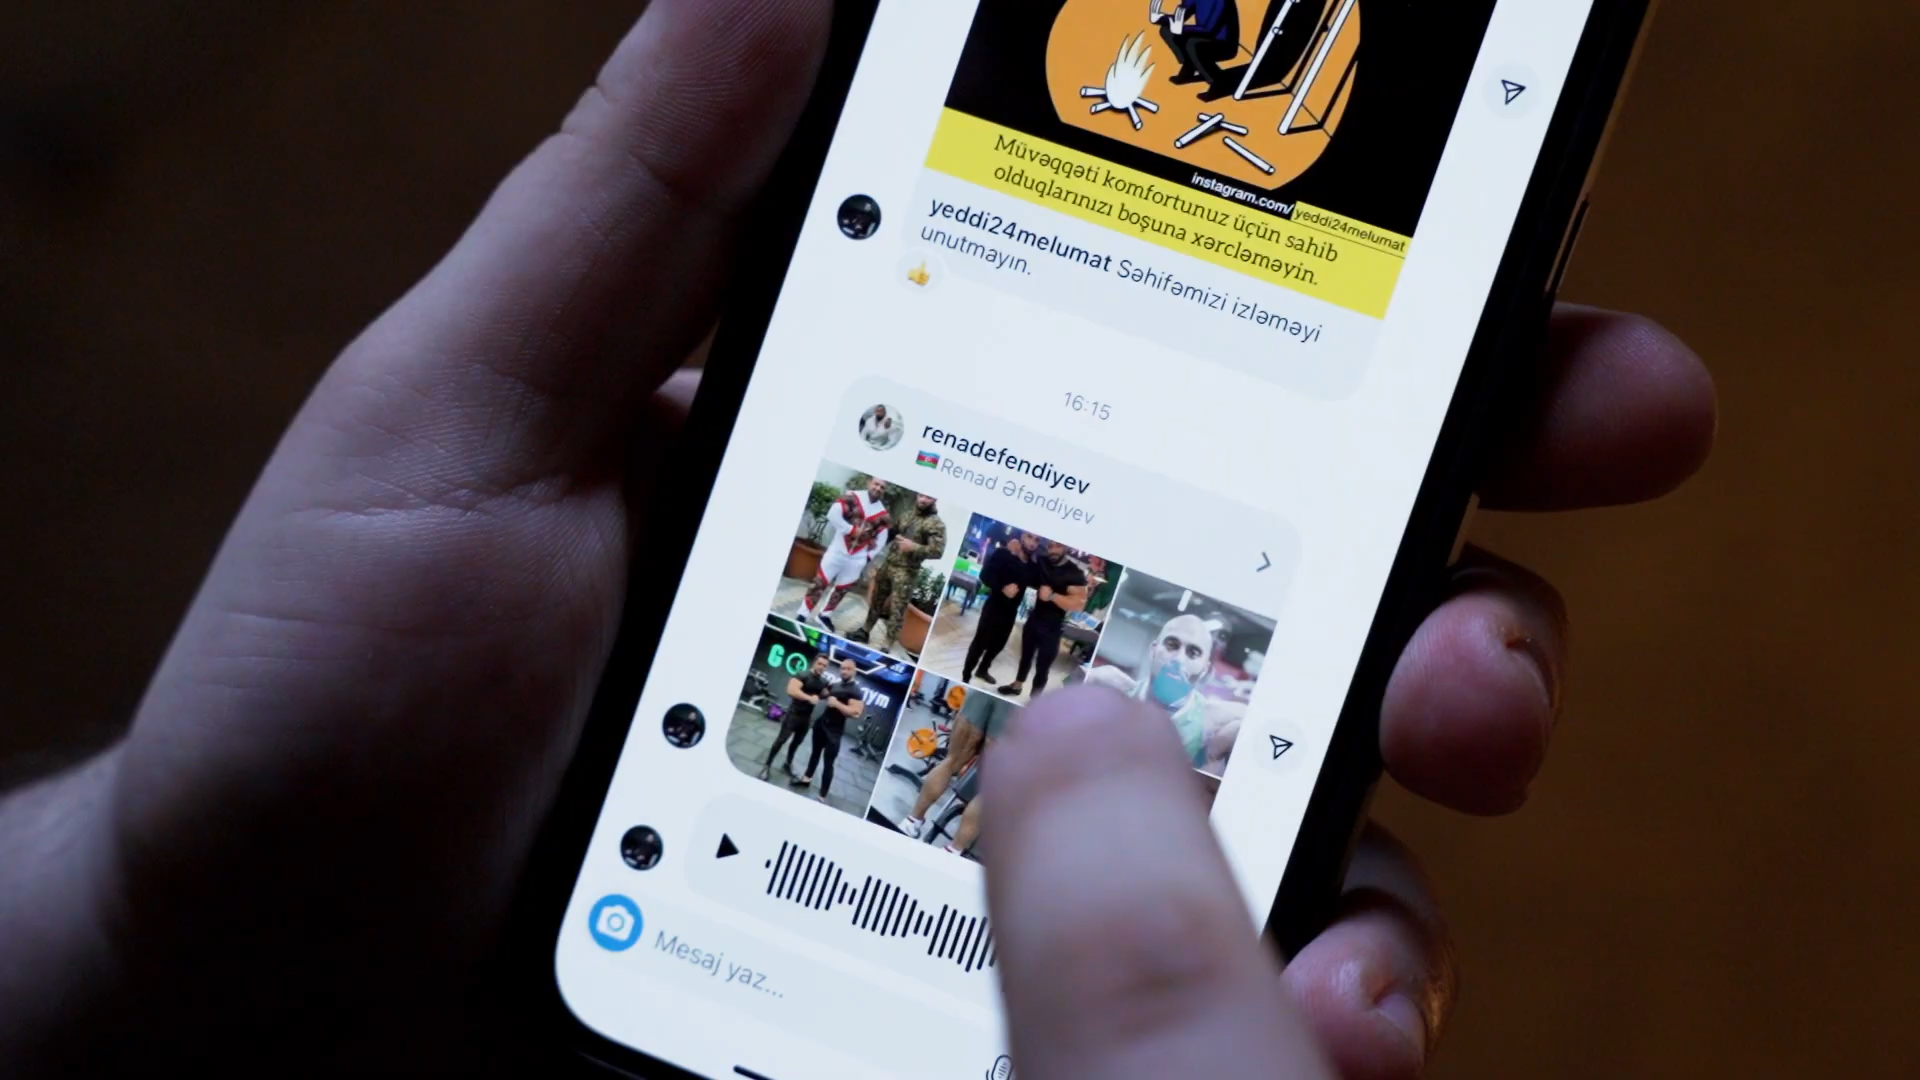 Müvəqqəti komfortunuz üçün sahib
olduqlarınızı boşuna xərcləməyin.
instagram.com/yeddi24melumat
yeddi24melumat Səhifəmizi izləməyi
unutmayın.
16:15
renadefendiyev
Renad Əfəndiyev
Mesaj yaz...